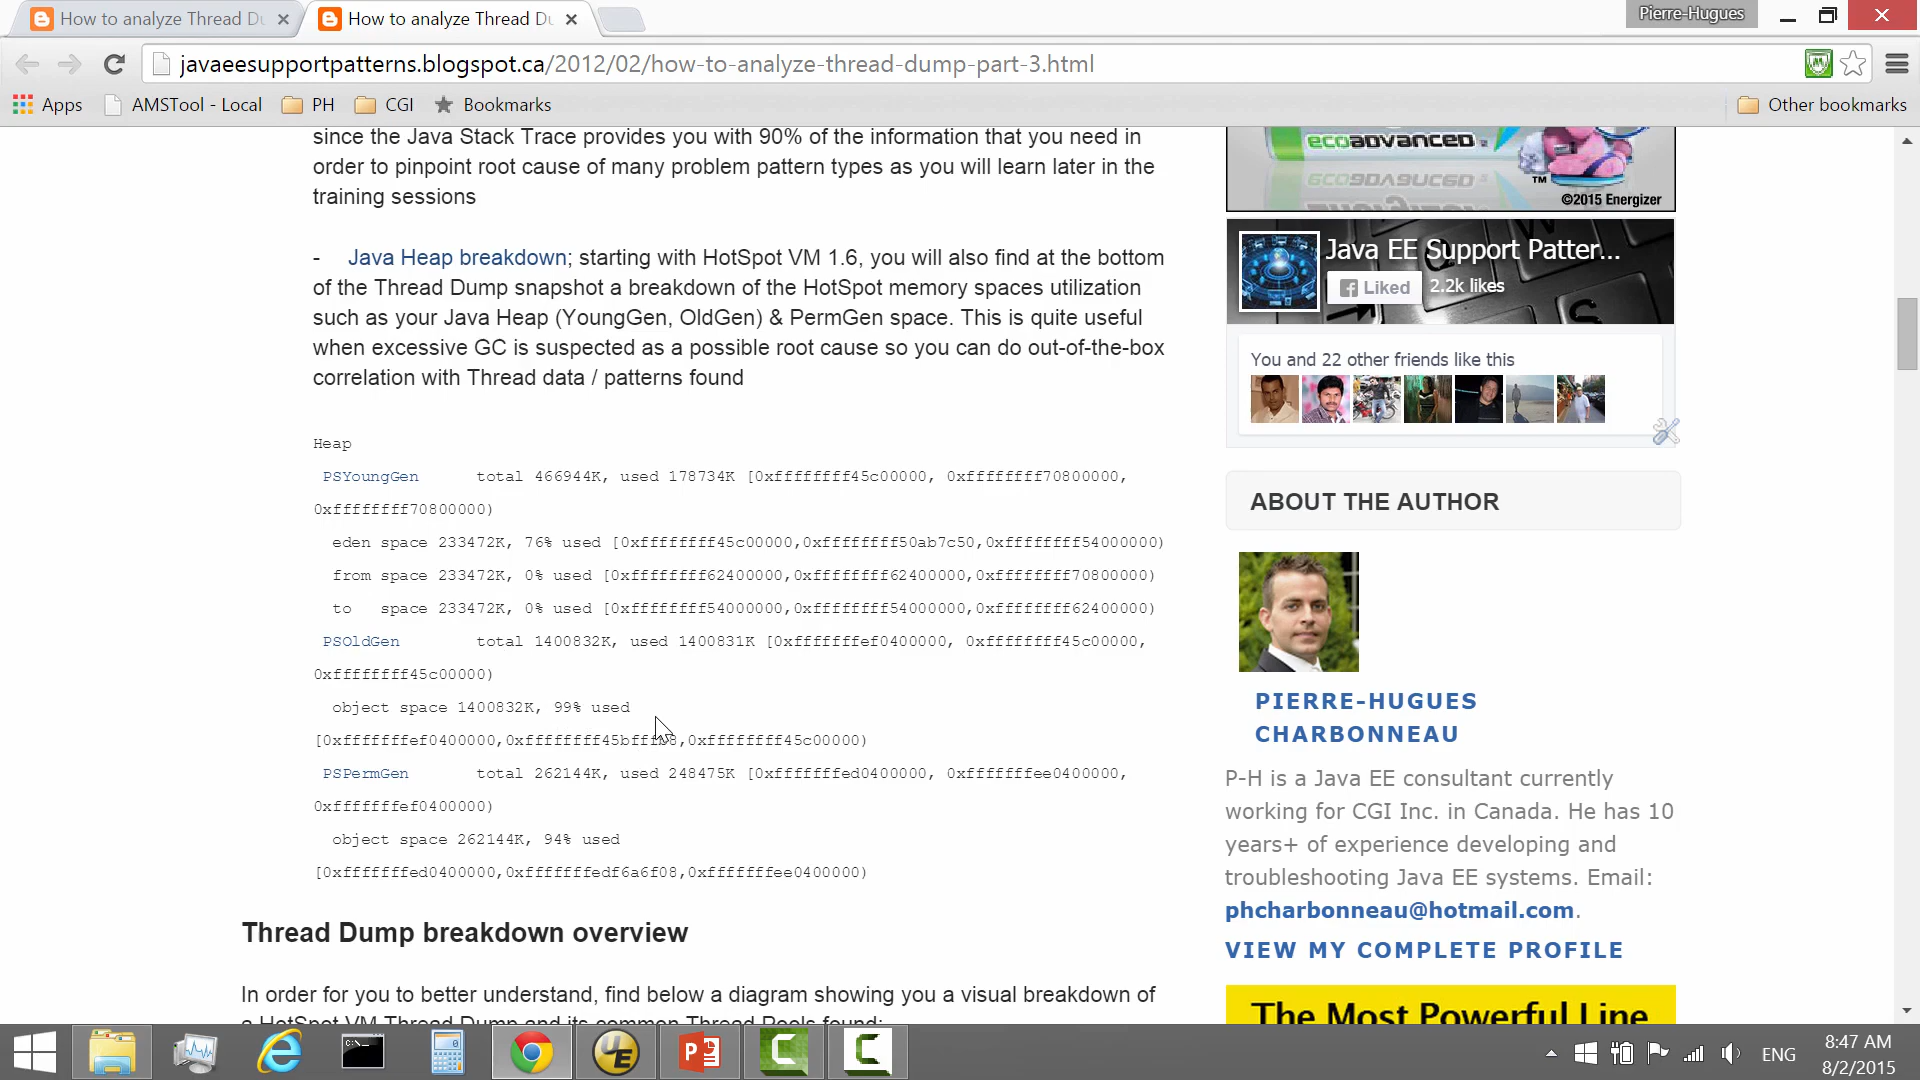 How to analyze Thread Du
How to analyze Thread Du
Pierre-Hugues
javaeesupportpatterns.blogspot.ca/2012/02/how-to-analyze-thread-dump-part-3.html
Apps
AMSTool - Local
PH
CGI
Bookmarks
Other bookmarks
since the Java Stack Trace provides you with 90% of the information that you need in
order to pinpoint root cause of many problem pattern types as you will learn later in the
training sessions
- Java Heap breakdown; starting with HotSpot VM 1.6, you will also find at the bottom
of the Thread Dump snapshot a breakdown of the HotSpot memory spaces utilization
such as your Java Heap (YoungGen, OldGen) & PermGen space. This is quite useful
when excessive GC is suspected as a possible root cause so you can do out-of-the-box
correlation with Thread data / patterns found
Heap
PSYoungGen total 466944K, used 178734K [0xffffffff45c00000, 0xffffffff70800000,
0xffffffff70800000)
eden space 233472K, 76% used [0xffffffff45c00000,0xffffffff50ab7c50,0xffffffff54000000)
from space 233472K, 0% used [0xffffffff62400000,0xffffffff62400000,0xffffffff70800000)
to space 233472K, 0% used [0xffffffff54000000,0xffffffff54000000,0xffffffff62400000)
PSOldGen total 1400832K, used 1400831K [0xfffffffef0400000, 0xffffffff45c00000,
0xffffffff45c00000)
object space 1400832K, 99% used
[0xfffffffef0400000,0xffffffff45bfffb8,0xffffffff45c00000)
PSPermGen total 262144K, used 248475K [0xfffffffed0400000, 0xfffffffee0400000,
0xfffffffef0400000)
object space 262144K, 94% used
[0xfffffffed0400000,0xfffffffedf6a6f08,0xfffffffee0400000)
Thread Dump breakdown overview
In order for you to better understand, find below a diagram showing you a visual breakdown of
a HotSpot VM Thread Dump and its common Thread Pools found:
ecoadvanced
TM
©2015 Energizer
Java EE Support Patter...
Liked
2.2k likes
You and 22 other friends like this
ABOUT THE AUTHOR
PIERRE-HUGUES
CHARBONNEAU
P-H is a Java EE consultant currently
working for CGI Inc. in Canada. He has 10
years+ of experience developing and
troubleshooting Java EE systems. Email:
phcharbonneau@hotmail.com.
VIEW MY COMPLETE PROFILE
The Most Powerful Line
ENG
8:47 AM
8/2/2015